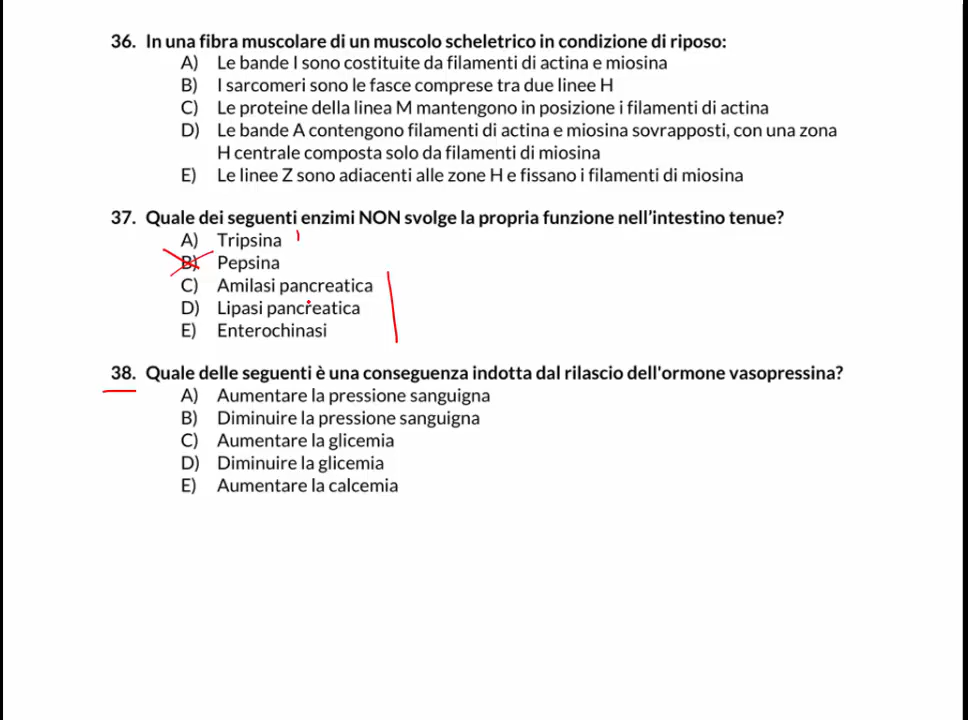 36. In una fibra muscolare di un muscolo scheletrico in condizione di riposo:
A) Le bande I sono costituite da filamenti di actina e miosina
B) I sarcomeri sono le fasce comprese tra due linee H
C) Le proteine della linea M mantengono in posizione i filamenti di actina
D) Le bande A contengono filamenti di actina e miosina sovrapposti, con una zona
H centrale composta solo da filamenti di miosina
E) Le linee Z sono adiacenti alle zone H e fissano i filamenti di miosina
37. Quale dei seguenti enzimi NON svolge la propria funzione nell'intestino tenue?
A) Tripsina
B) Pepsina
C) Amilasi pancreatica
D) Lipasi pancreatica
E) Enterochinasi
38. Quale delle seguenti è una conseguenza indotta dal rilascio dell'ormone vasopressina?
A) Aumentare la pressione sanguigna
B) Diminuire la pressione sanguigna
C) Aumentare la glicemia
D) Diminuire la glicemia
E) Aumentare la calcemia